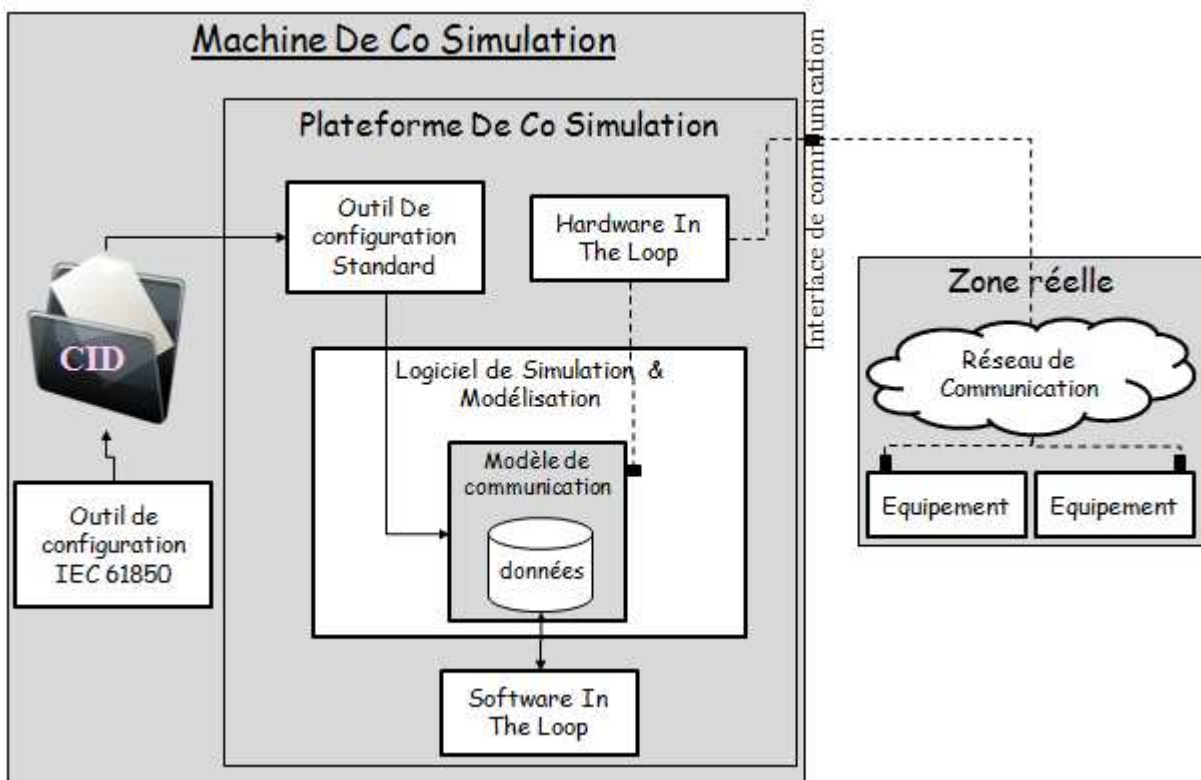 Machine De Co Simulation
Interface de communication
Plateforme De Co Simulation
Outil De
configuration
Standard
Hardware In
The Loop
Zone réelle
CID
Logiciel de Simulation &
Modélisation
Réseau de
Communication
Modèle de
communication
données
Equipement
Equipement
Outil de
configuration
IEC 61850
Software In
The Loop